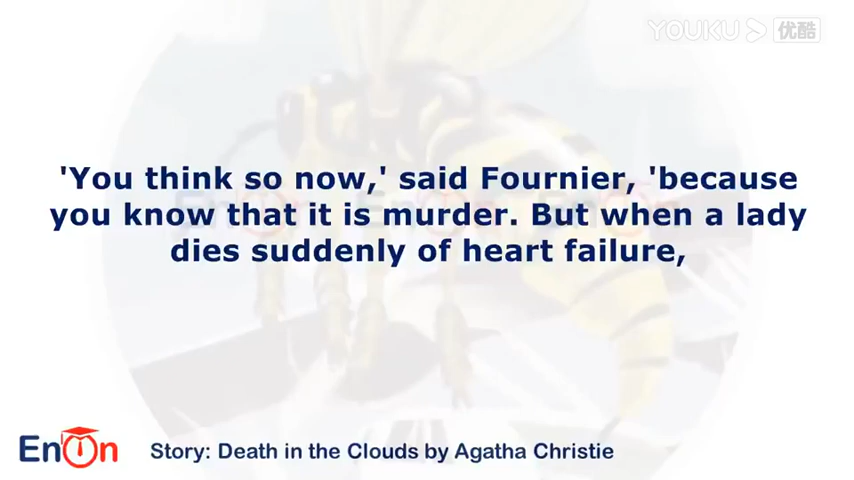 YOUKU 优酷
'You think so now,' said Fournier, 'because
you know that it is murder. But when a lady
dies suddenly of heart failure,
EnOn
Story: Death in the Clouds by Agatha Christie